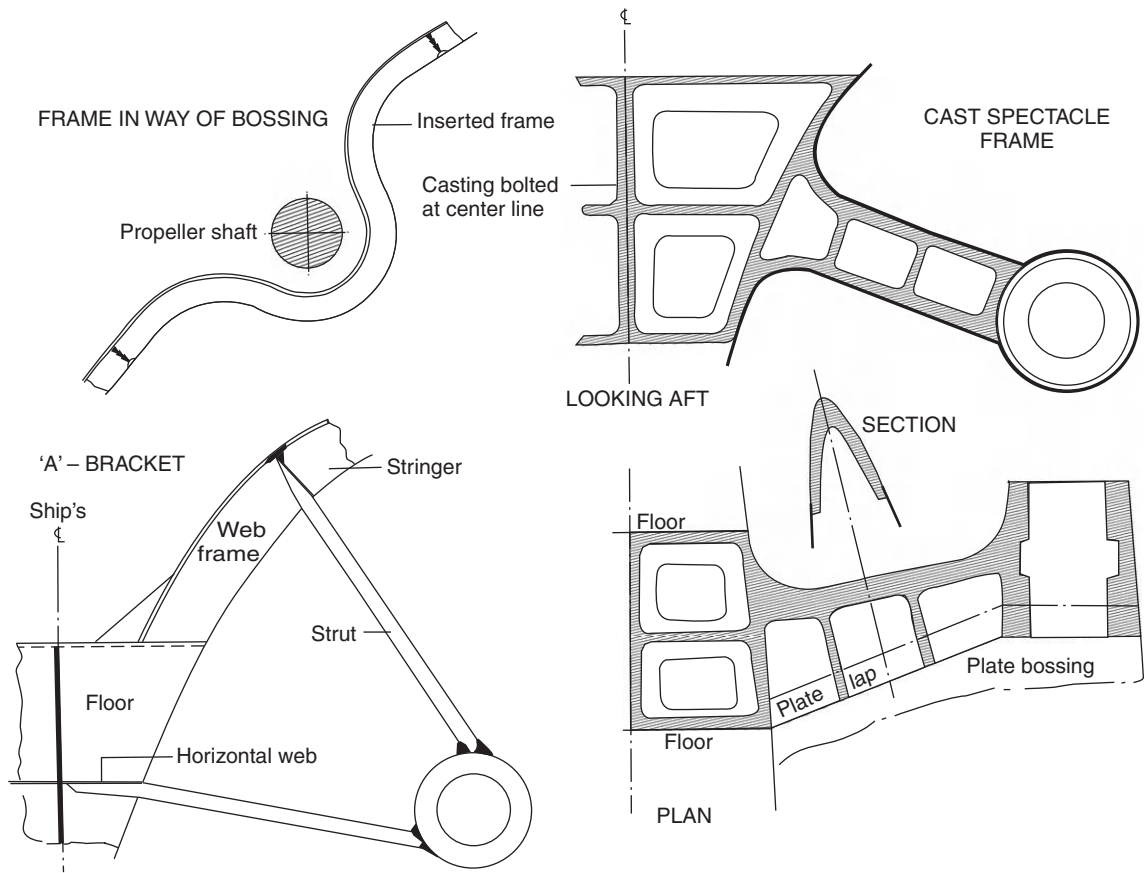 FRAME IN WAY OF BOSSING
Inserted frame
Propeller shaft
℄
CAST SPECTACLE
FRAME
Casting bolted
at center line
LOOKING AFT
'A' – BRACKET
Ship's
℄
Stringer
Web
frame
Strut
Floor
Horizontal web
SECTION
Floor
Plate lap
Plate bossing
Floor
PLAN